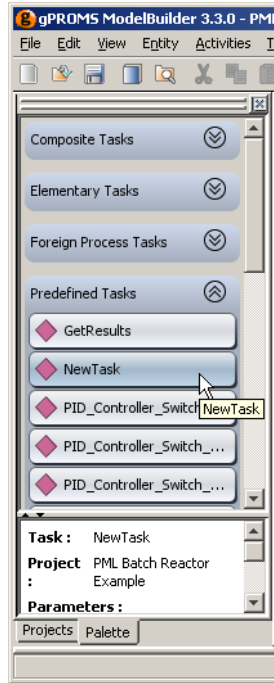 gPROMS ModelBuilder 3.3.0 - PM
File Edit View Entity Activities
Composite Tasks
Elementary Tasks
Foreign Process Tasks
Predefined Tasks
GetResults
NewTask
PID_Controller_Switch
NewTask
PID_Controller_Switch_...
PID_Controller_Switch_...
Task : NewTask
Project : PML Batch Reactor
Example
Parameters :
Projects Palette